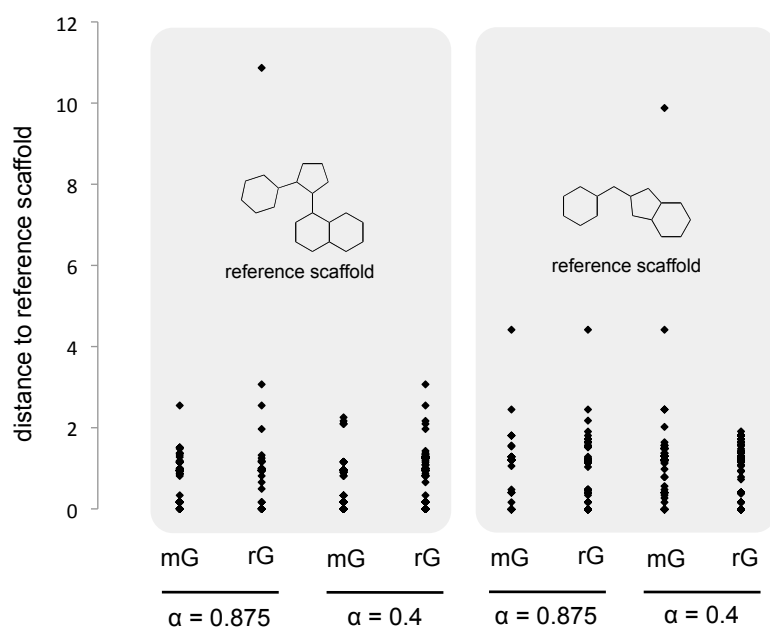 12
10
8
6
4
2
0
distance to reference scaffold
reference scaffold
reference scaffold
mG rG mG rG mG rG mG rG
α = 0.875 α = 0.4 α = 0.875 α = 0.4